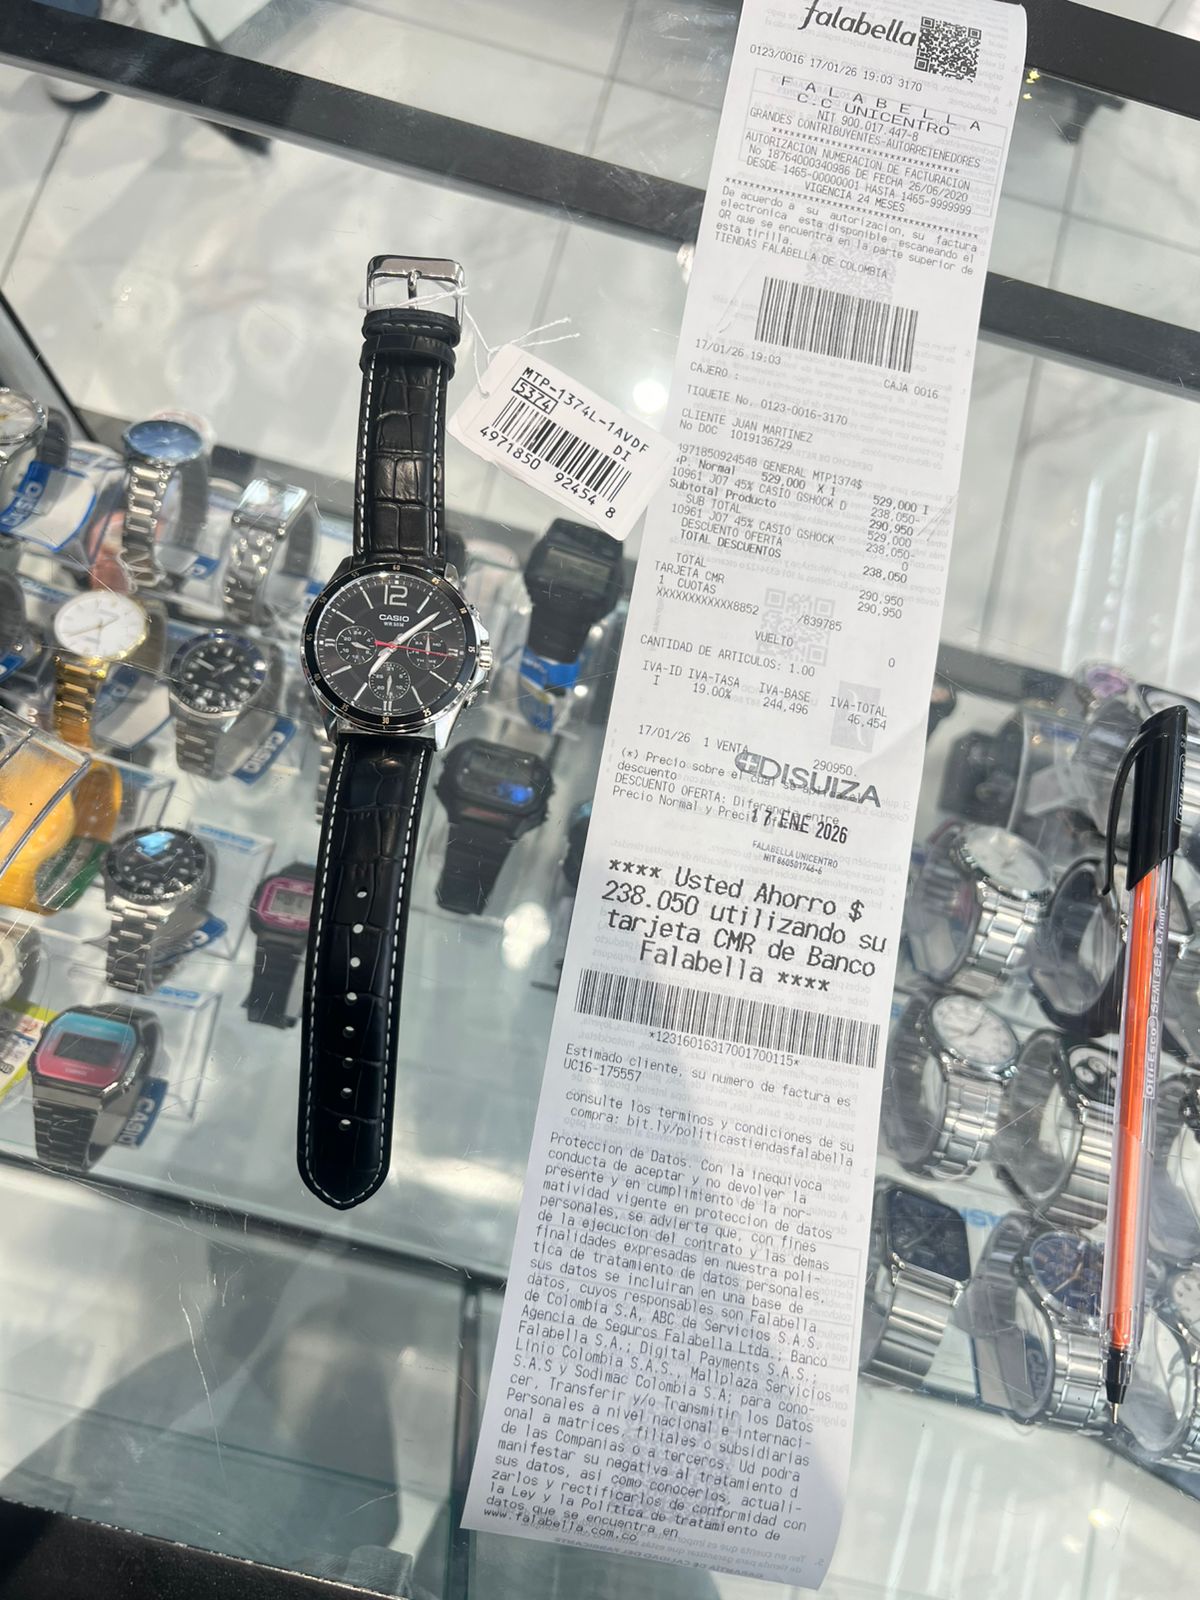 falabella
0123/0016 17/01/26 19:03 3170
F A L A B E L L A
C.C UNICENTRO
NIT 900.017.447-8
GRANDES CONTRIBUYENTES-AUTORRETENEDORES
AUTORIZACION NUMERACION DE FACTURACION
No 18764000340986 DE FECHA 26/06/2020
DESDE 1465-00000001 HASTA 1465-9999999
VIGENCIA 24 MESES
De acuerdo a su autorizacion, su factura
electronica esta disponible escaneando el
QR que se encuentra en la parte superior de
esta tirilla.
TIENDAS FALABELLA DE COLOMBIA
17/01/26 19:03
CAJERO : CAJA 0016
TIQUETE No. 0123-0016-3170
CLIENTE JUAN MARTINEZ
No DOC 1019136729
4971850924548 GENERAL MTP1374$
P. Normal 529,000 X 1 529,000 I
10961 J07 45% CASIO GSHOCK D 238,050-
Subtotal Producto 290,950
SUB TOTAL 529,000
10961 J07 45% CASIO GSHOCK 238,050-
DESCUENTO OFERTA 0
TOTAL DESCUENTOS 238,050
TOTAL 290,950
TARJETA CMR 290,950
1 CUOTAS
XXXXXXXXXXXX8852 /839785
VUELTO 0
CANTIDAD DE ARTICULOS: 1.00
IVA-ID IVA-TASA IVA-BASE IVA-TOTAL
I 19.00% 244,496 46,454
17/01/26 1 VENTA 290950.
(*) Precio sobre el cual se
descuento
DESCUENTO OFERTA: Diferencia entre
Precio Normal y Precio
DISUIZA
17 ENE 2026
FALABELLA UNICENTRO
NIT 860501746-6
**** Usted Ahorro $
238.050 utilizando su
tarjeta CMR de Banco
Falabella ****
*12316016317001700115*
Estimado cliente, su numero de factura es
UC16-175557
consulte los terminos y condiciones de su
compra: bit.ly/politicastiendasfalabella
Proteccion de Datos. Con la inequivoca
conducta de aceptar y no devolver la
presente y en cumplimiento de la nor-
matividad vigente en proteccion de datos
personales, se advierte que, con fines
de la ejecucion del contrato y las demas
finalidades expresadas en nuestra poli-
tica de tratamiento de datos personales,
sus datos se incluiran en una base de
datos, cuyos responsables son Falabella
de Colombia S.A, ABC de Servicios S.A.S,
Agencia de Seguros Falabella Ltda.; Banco
Falabella S.A.; Digital Payments S.A.S.;
Linio Colombia S.A.S., Mallplaza Servicios
S.A.S y Sodimac Colombia S.A; para cono-
cer, Transferir y/o Transmitir los Datos
Personales a nivel nacional e internaci-
onal a matrices, filiales o subsidiarias
de las Companias o a terceros. Ud podra
manifestar su negativa al tratamiento d
sus datos, asi como conocerlos, actuali-
zarlos y rectificarlos de conformidad con
la Ley y la Politica de tratamiento de
datos que se encuentra en
www.falabella.com.co
MTP-1374L-1AVDF
5374 DI
4971850 92454 8
CASIO
WR 50M
CASIO
CASIO
CASIO
OFFIESCO SEMI GEL 0.7mm